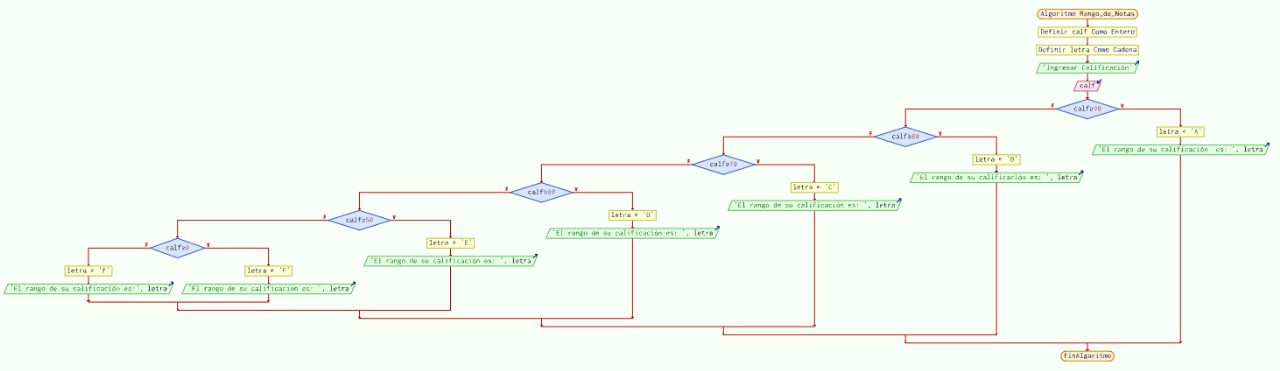 Algoritmo Rango_de_Notas
Definir calf Como Entero
Definir letra Como Cadena
'Ingresar Calificación'
calf
F calf≥90 V
letra ← 'A'
'El rango de su calificación es: ', letra
F calf≥80 V
letra ← 'B'
'El rango de su calificación es: ', letra
F calf≥70 V
letra ← 'C'
'El rango de su calificación es: ', letra
F calf≥60 V
letra ← 'D'
'El rango de su calificación es: ', letra
F calf≥50 V
letra ← 'E'
'El rango de su calificación es: ', letra
F calf≥0 V
letra ← 'F'
'El rango de su calificación es:', letra
letra ← 'F'
'El rango de su calificación es: ', letra
FinAlgoritmo